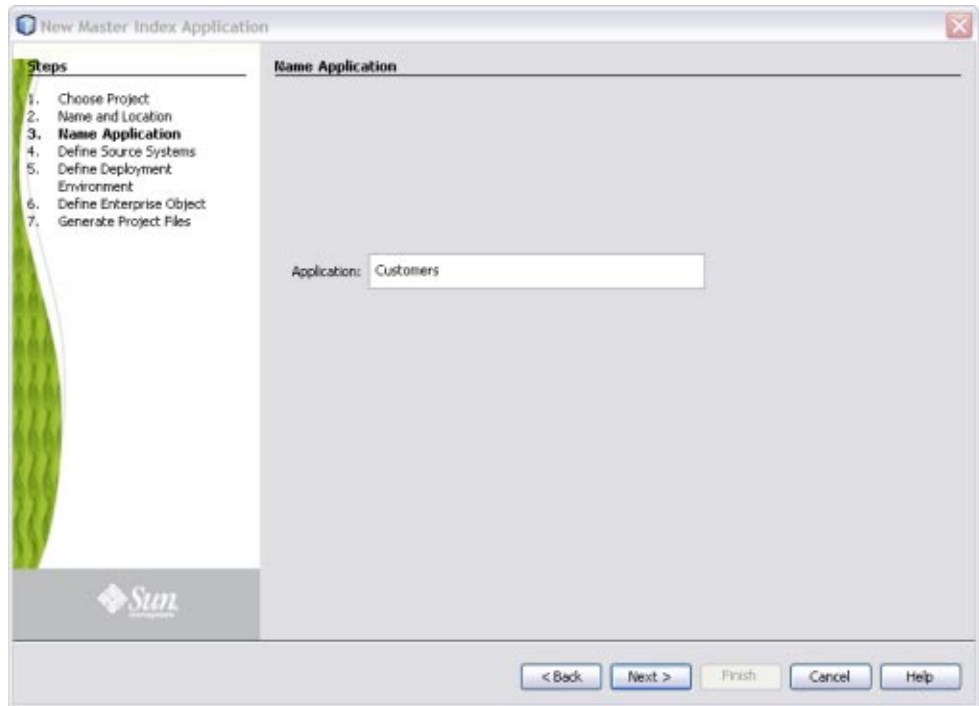 New Master Index Application
Steps
1. Choose Project
2. Name and Location
3. Name Application
4. Define Source Systems
5. Define Deployment
Environment
6. Define Enterprise Object
7. Generate Project Files
Name Application
Application: Customers
Sun
< Back Next > Finish Cancel Help